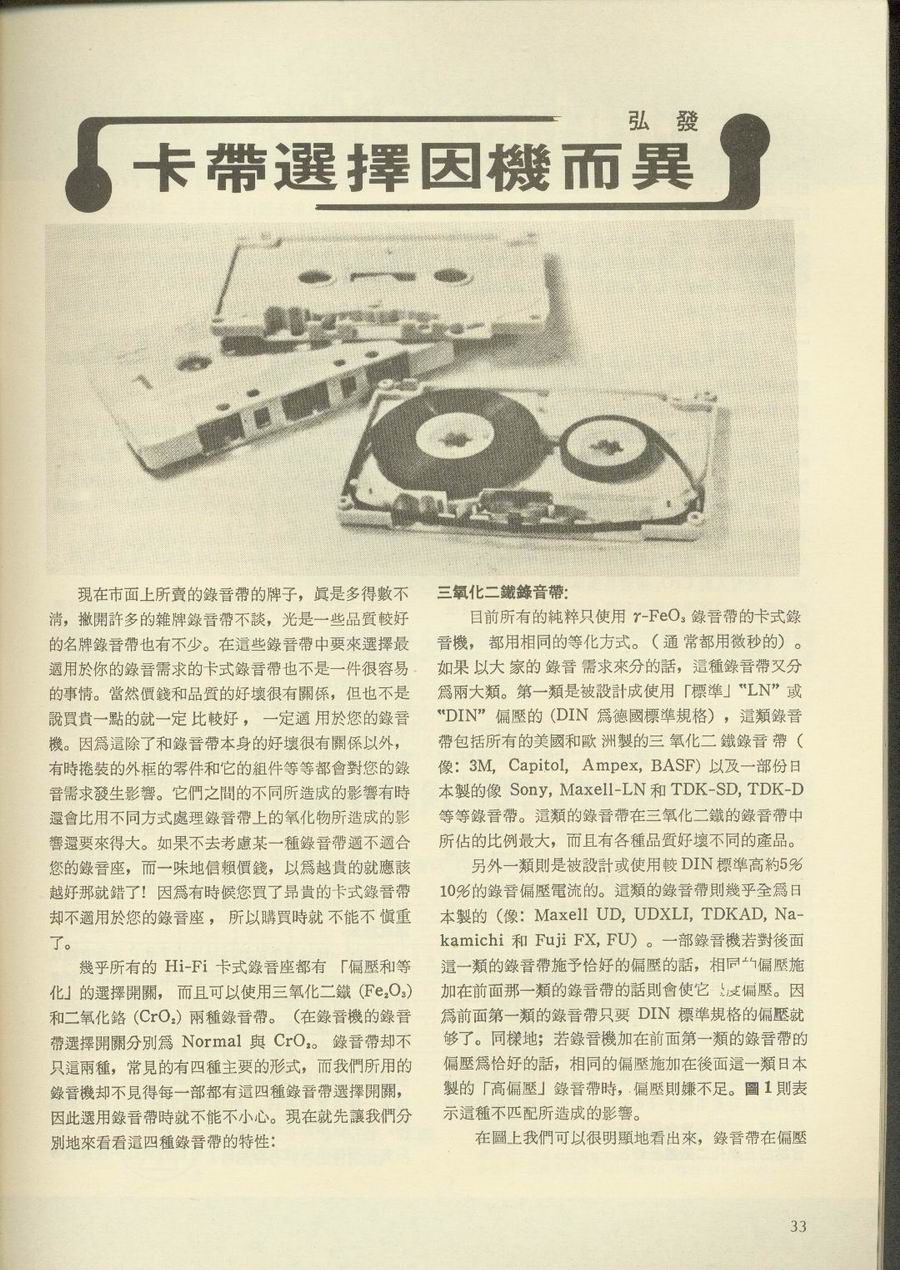 弘 發
卡帶選擇因機而異
現在市面上所賣的錄音帶的牌子，眞是多得數不
淸，撇開許多的雜牌錄音帶不談，光是一些品質較好
的名牌錄音帶也有不少。在這些錄音帶中要來選擇最
適用於你的錄音需求的卡式錄音帶也不是一件很容易
的事情。當然價錢和品質的好壞很有關係，但也不是
說買貴一點的就一定比較好，一定適用於您的錄音
機。因爲這除了和錄音帶本身的好壞很有關係以外，
有時捲裝的外框的零件和它的組件等等都會對您的錄
音需求發生影響。它們之間的不同所造成的影響有時
還會比用不同方式處理錄音帶上的氧化物所造成的影
響還要來得大。如果不去考慮某一種錄音帶適不適合
您的錄音座，而一味地信賴價錢，以爲越貴的就應該
越好那就錯了！因爲有時候您買了昂貴的卡式錄音帶
却不適用於您的錄音座，所以購買時就不能不愼重
了。
幾乎所有的 Hi-Fi 卡式錄音座都有「偏壓和等
化」的選擇開關，而且可以使用三氧化二鐵 (Fe₂O₃)
和二氧化鉻 (CrO₂) 兩種錄音帶。（在錄音機的錄音
帶選擇開關分別爲 Normal 與 CrO₂。錄音帶却不
只這兩種，常見的有四種主要的形式，而我們所用的
錄音機却不見得每一部都有這四種錄音帶選擇開關，
因此選用錄音帶時就不能不小心。現在就先讓我們分
別地來看看這四種錄音帶的特性：
三氧化二鐵錄音帶：
目前所有的純粹只使用 γ-FeO₃ 錄音帶的卡式錄
音機，都用相同的等化方式。（通常都用微秒的）。
如果以大家的錄音需求來分的話，這種錄音帶又分
爲兩大類。第一類是被設計成使用「標準」“LN” 或
“DIN” 偏壓的 (DIN 爲德國標準規格），這類錄音
帶包括所有的美國和歐洲製的三氧化二鐵錄音帶（
像：3M, Capitol, Ampex, BASF) 以及一部份日
本製的像 Sony, Maxell-LN 和 TDK-SD, TDK-D
等等錄音帶。這類的錄音帶在三氧化二鐵的錄音帶中
所佔的比例最大，而且有各種品質好壞不同的產品。
另外一類則是被設計成使用較 DIN 標準高約5%
10%的錄音偏壓電流的。這類的錄音帶則幾乎全爲日
本製的（像：Maxell UD, UDXLI, TDKAD, Na-
kamichi 和 Fuji FX, FU) 。一部錄音機若對後面
這一類的錄音帶施予恰好的偏壓的話，相同的偏壓施
加在前面那一類的錄音帶的話則會使它偏壓。因
爲前面第一類的錄音帶只要 DIN 標準規格的偏壓就
够了。同樣地；若錄音機加在前面第一類的錄音帶的
偏壓爲恰好的話，相同的偏壓施加在後面這一類日本
製的「高偏壓」錄音帶時，偏壓則嫌不足。圖 1 則表
示這種不匹配所造成的影響。
在圖上我們可以很明顯地看出來，錄音帶在偏壓
33